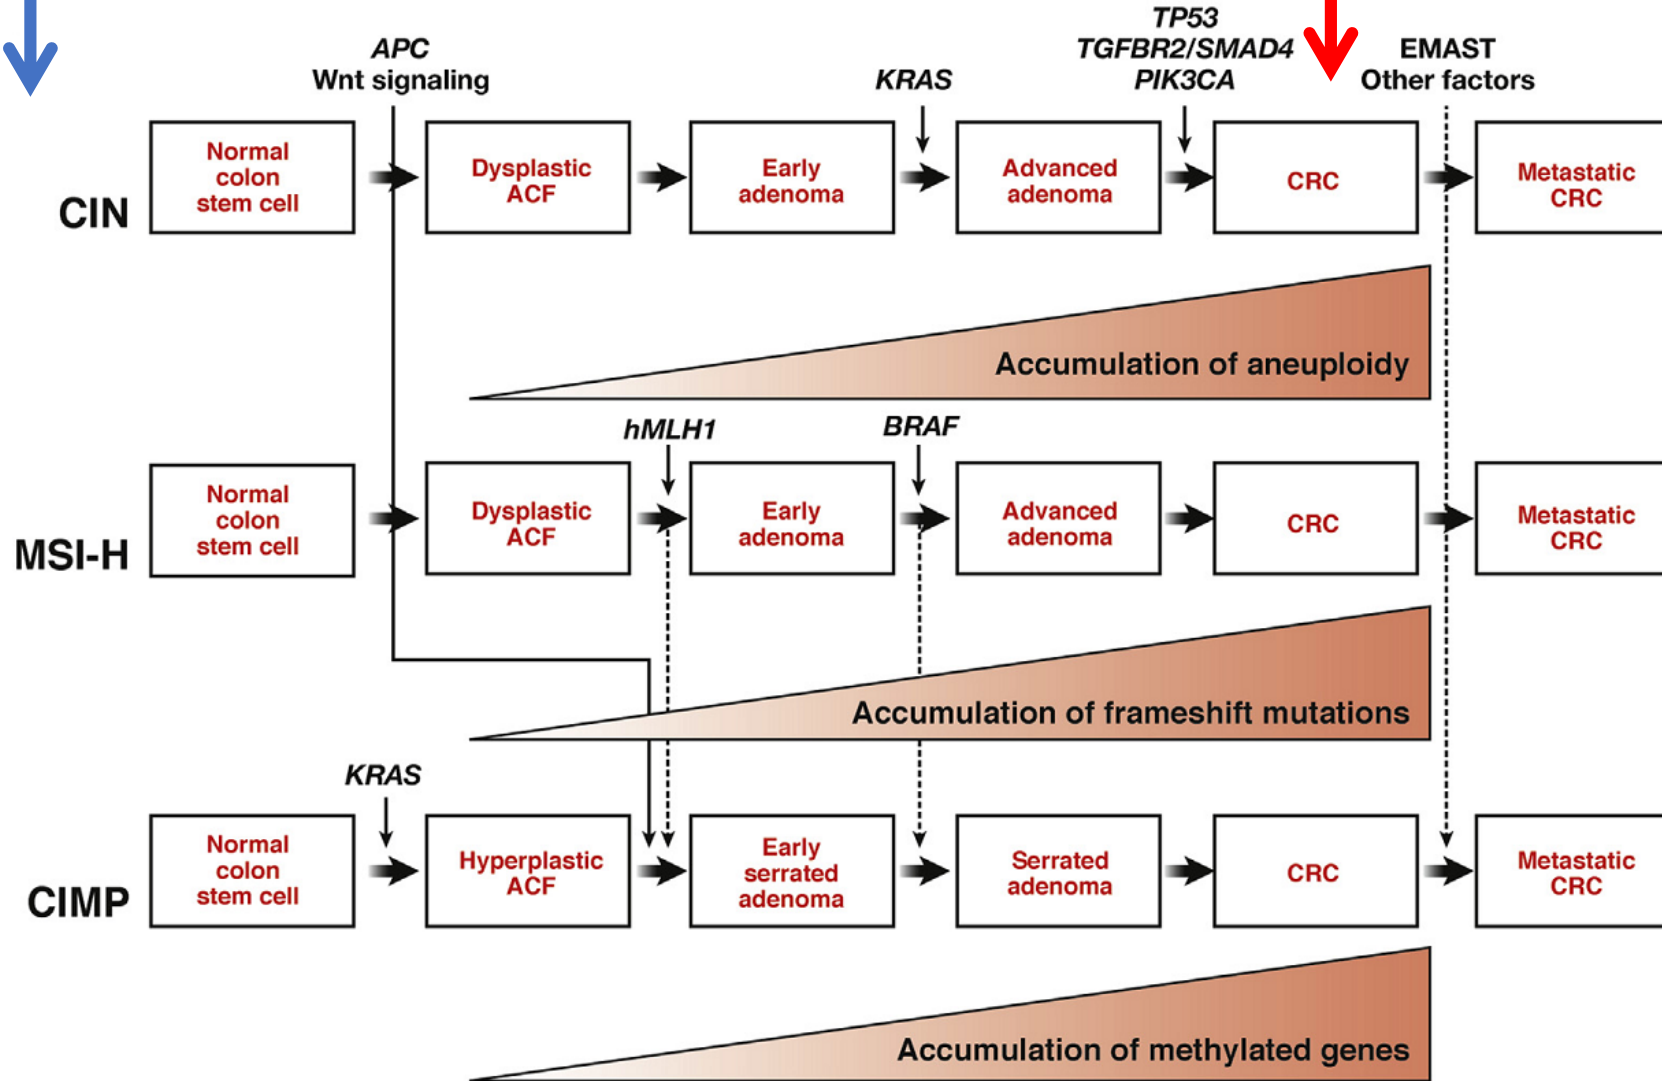 TP53
APC
TGFBR2/SMAD4
EMAST
Wnt signaling
KRAS
PIK3CA
Other factors
CIN
Normal
colon
stem cell
Dysplastic
ACF
Early
adenoma
Advanced
adenoma
CRC
Metastatic
CRC
Accumulation of aneuploidy
hMLH1
BRAF
MSI-H
Normal
colon
stem cell
Dysplastic
ACF
Early
adenoma
Advanced
adenoma
CRC
Metastatic
CRC
Accumulation of frameshift mutations
KRAS
CIMP
Normal
colon
stem cell
Hyperplastic
ACF
Early
serrated
adenoma
Serrated
adenoma
CRC
Metastatic
CRC
Accumulation of methylated genes